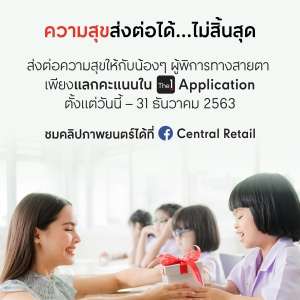 ความสุขส่งต่อได้...ไม่สิ้นสุด
ส่งต่อความสุขให้กับน้องๆ ผู้พิการทางสายตา
เพียงแลกคะแนนใน The1 Application
ตั้งแต่วันนี้ – 31 ธันวาคม 2563
ชมคลิปภาพยนตร์ได้ที่ f Central Retail